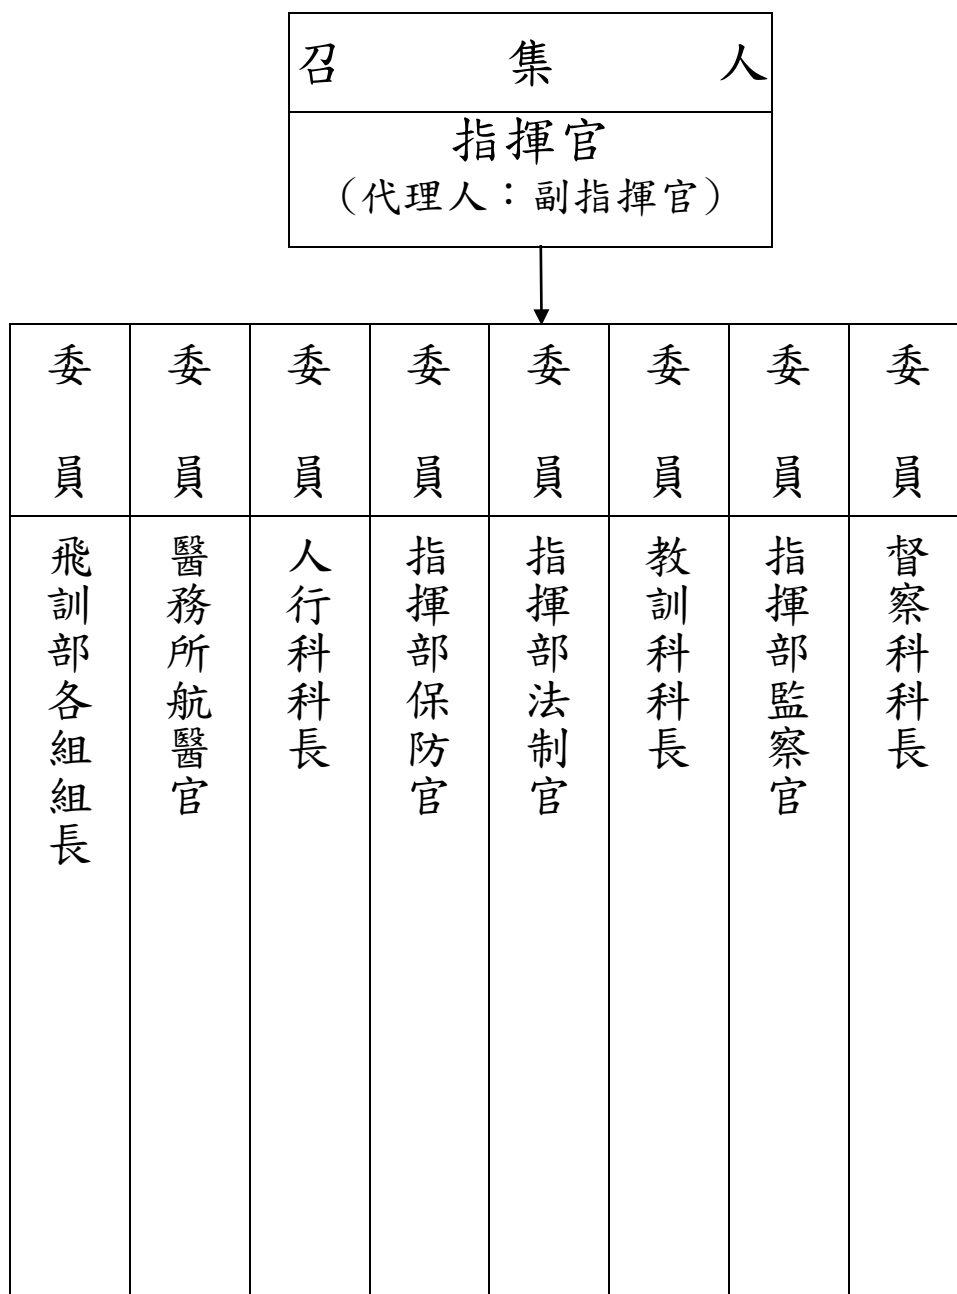 召集人
指揮官
（代理人：副指揮官）
委員
委員
委員
委員
委員
委員
委員
委員
飛訓部各組組長
醫務所航醫官
人行科科長
指揮部保防官
指揮部法制官
教訓科科長
指揮部監察官
督察科科長